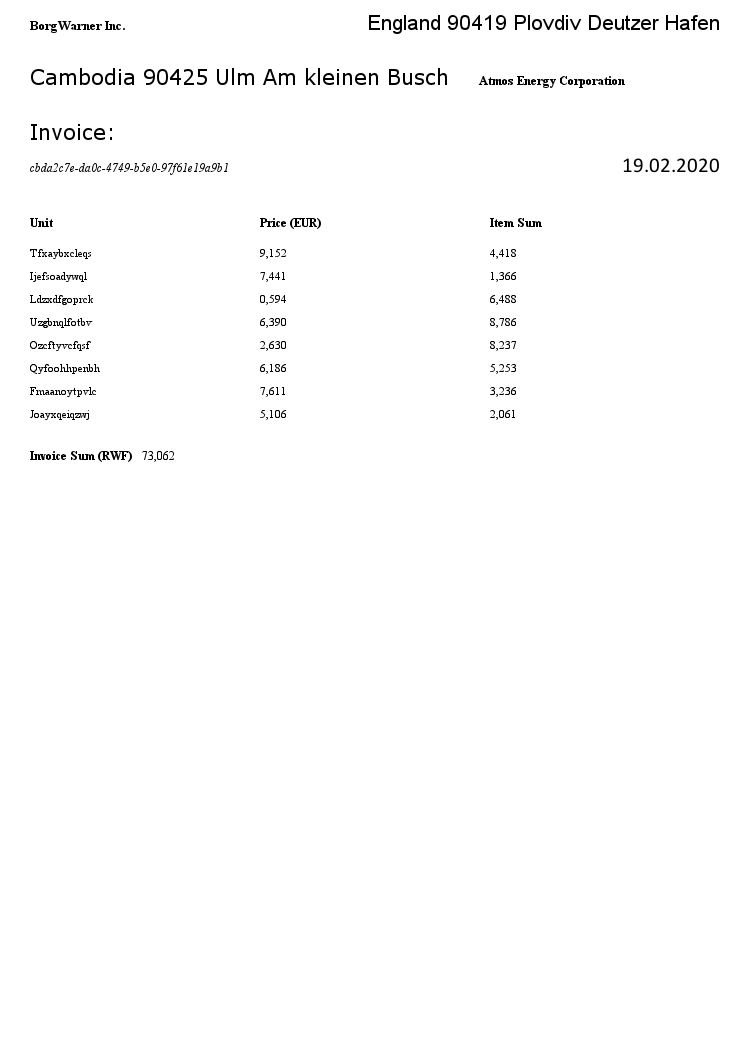 BorgWarner Inc. England 90419 Plovdiv Deutzer Hafen
Cambodia 90425 Ulm Am kleinen Busch Atmos Energy Corporation
Invoice:
cbda2c7e-da0c-4749-b5e0-97f61e19a9b1 19.02.2020
Unit Price (EUR) Item Sum
Tfxaybxcleqs 9,152 4,418
Ijefsoadywql 7,441 1,366
Ldzxdfgoprck 0,594 6,488
Uzgbnqlfotbv 6,390 8,786
Ozcftyvcfqsf 2,630 8,237
Qyfoohhpenbh 6,186 5,253
Fmaanoytpvlc 7,611 3,236
Joayxqeiqzwj 5,106 2,061
Invoice Sum (RWF) 73,062